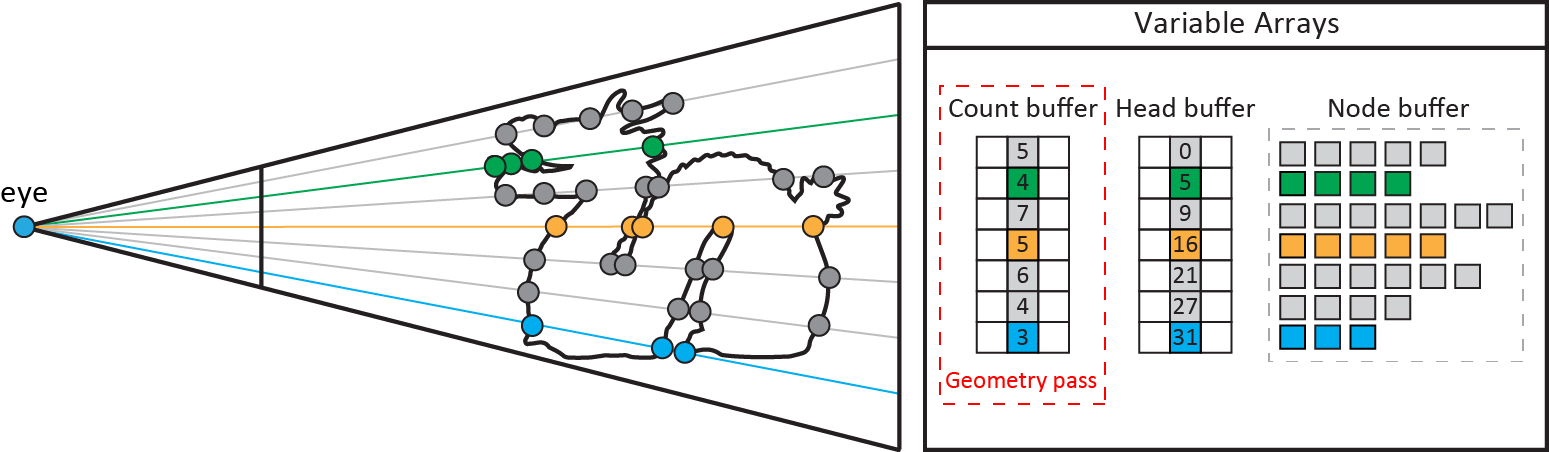 eye
Variable Arrays
Count buffer Head buffer Node buffer
5 0
4 5
7 9
5 16
6 21
4 27
3 31
Geometry pass